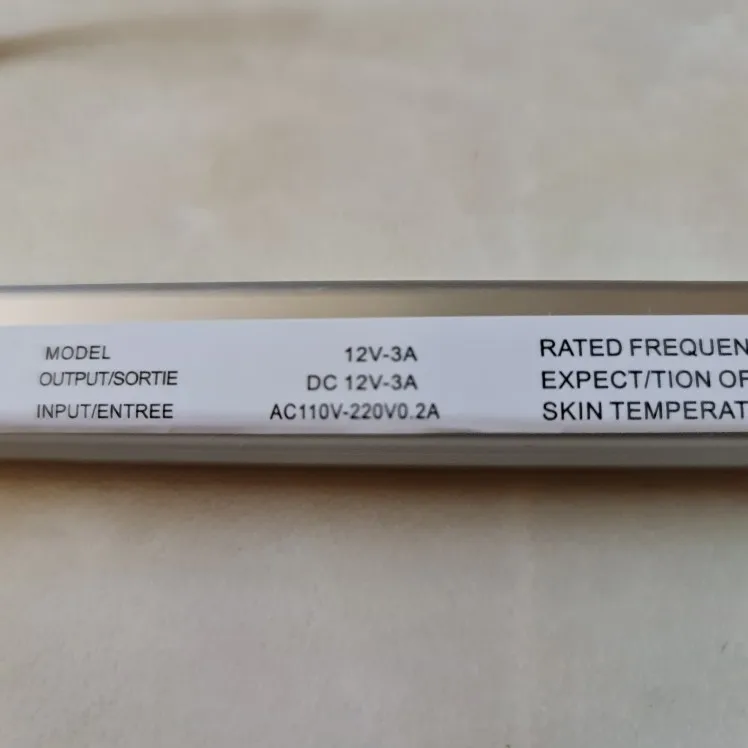 MODEL 12V-3A RATED FREQUEN
OUTPUT/SORTIE DC 12V-3A EXPECT/TION OF
INPUT/ENTREE AC110V-220V0.2A SKIN TEMPERAT